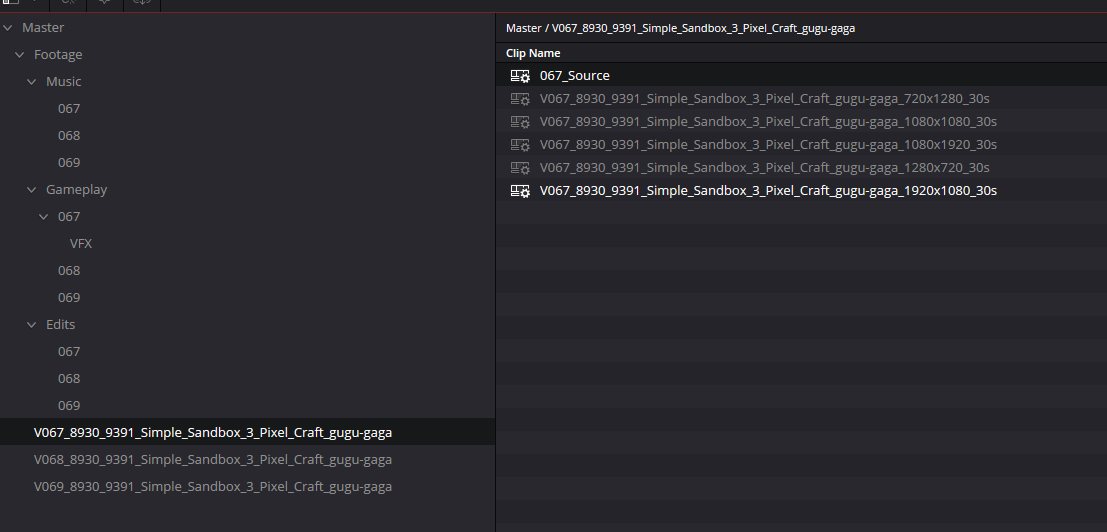 Master
Footage
Music
067
068
069
Gameplay
067
VFX
068
069
Edits
067
068
069
V067_8930_9391_Simple_Sandbox_3_Pixel_Craft_gugu-gaga
V068_8930_9391_Simple_Sandbox_3_Pixel_Craft_gugu-gaga
V069_8930_9391_Simple_Sandbox_3_Pixel_Craft_gugu-gaga
Master / V067_8930_9391_Simple_Sandbox_3_Pixel_Craft_gugu-gaga
Clip Name
067_Source
V067_8930_9391_Simple_Sandbox_3_Pixel_Craft_gugu-gaga_720x1280_30s
V067_8930_9391_Simple_Sandbox_3_Pixel_Craft_gugu-gaga_1080x1080_30s
V067_8930_9391_Simple_Sandbox_3_Pixel_Craft_gugu-gaga_1080x1920_30s
V067_8930_9391_Simple_Sandbox_3_Pixel_Craft_gugu-gaga_1280x720_30s
V067_8930_9391_Simple_Sandbox_3_Pixel_Craft_gugu-gaga_1920x1080_30s